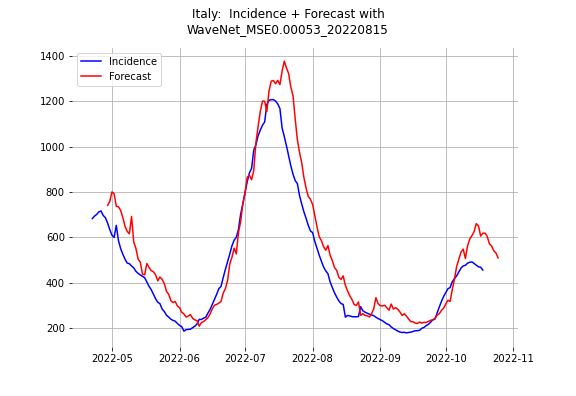 Italy:  Incidence + Forecast with
WaveNet_MSE0.00053_20220815
Incidence
Forecast
1400
1200
1000
800
600
400
200
2022-05 2022-06 2022-07 2022-08 2022-09 2022-10 2022-11